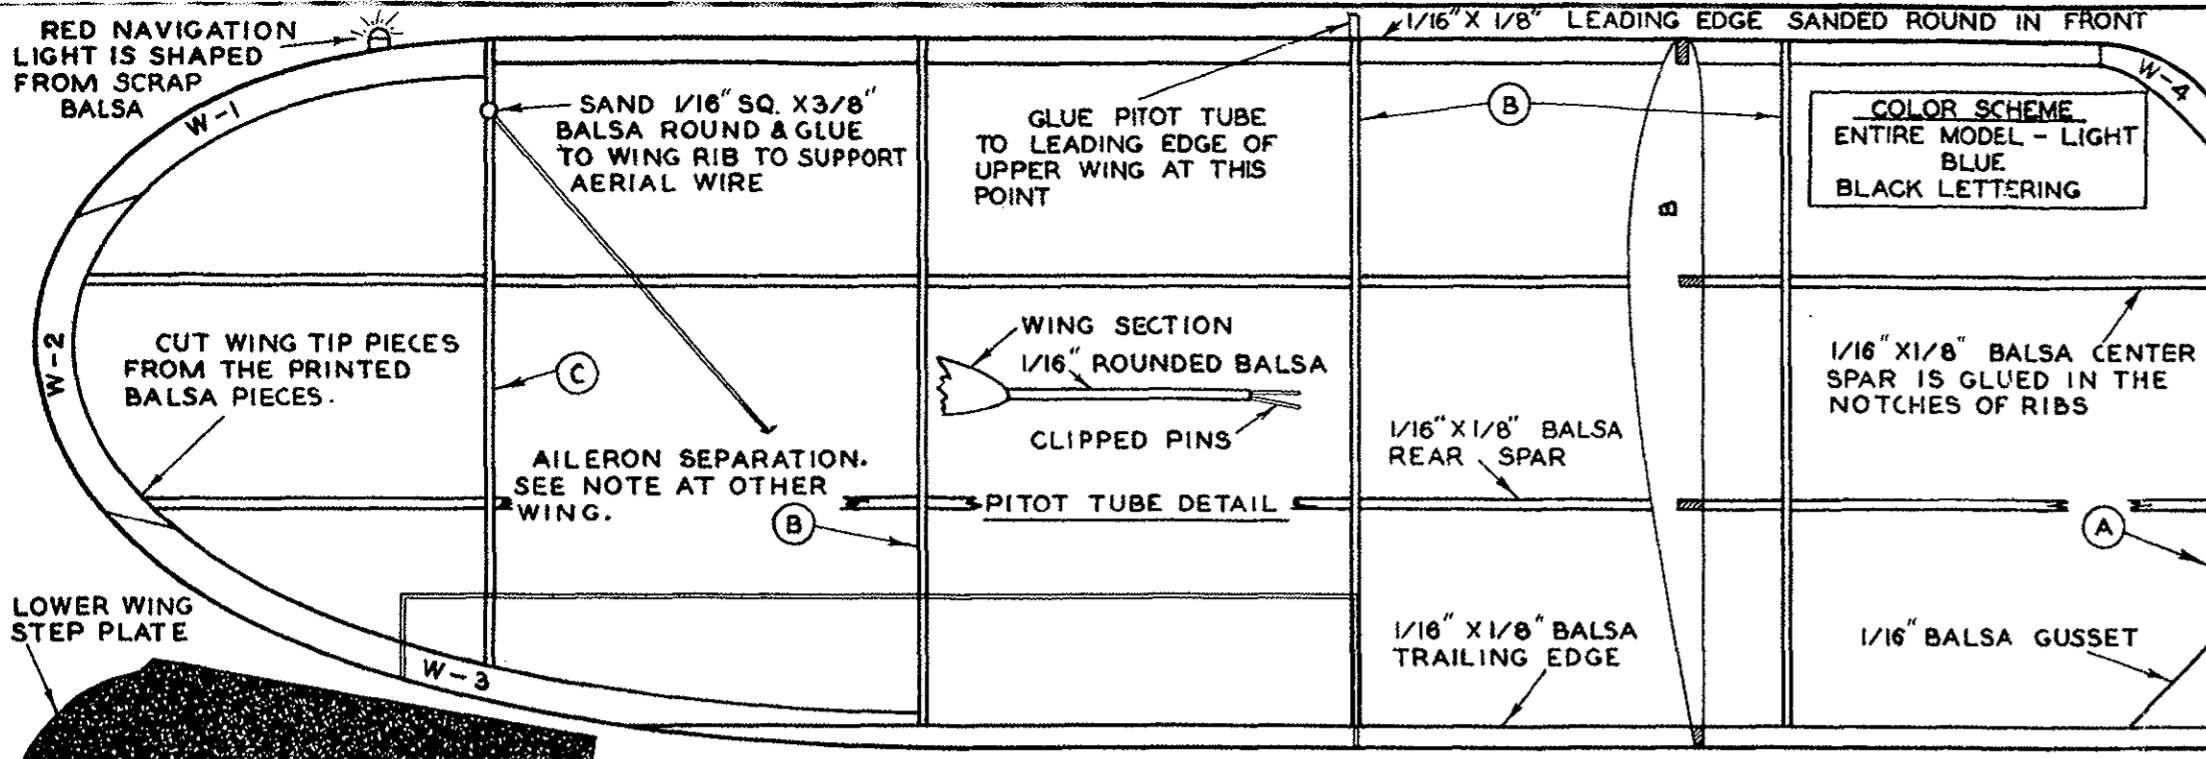 RED NAVIGATION
LIGHT IS SHAPED
FROM SCRAP
BALSA
W-1
SAND 1/16" SQ. X 3/8"
BALSA ROUND & GLUE
TO WING RIB TO SUPPORT
AERIAL WIRE
GLUE PITOT TUBE
TO LEADING EDGE OF
UPPER WING AT THIS
POINT
1/16" X 1/8" LEADING EDGE SANDED ROUND IN FRONT
B
B
W-4
COLOR SCHEME
ENTIRE MODEL - LIGHT
BLUE
BLACK LETTERING
W-2
CUT WING TIP PIECES
FROM THE PRINTED
BALSA PIECES.
C
WING SECTION
1/16" ROUNDED BALSA
CLIPPED PINS
PITOT TUBE DETAIL
1/16" X 1/8" BALSA CENTER
SPAR IS GLUED IN THE
NOTCHES OF RIBS
AILERON SEPARATION.
SEE NOTE AT OTHER
WING.
B
1/16" X 1/8" BALSA
REAR SPAR
A
LOWER WING
STEP PLATE
W-3
1/16" X 1/8" BALSA
TRAILING EDGE
1/16" BALSA GUSSET